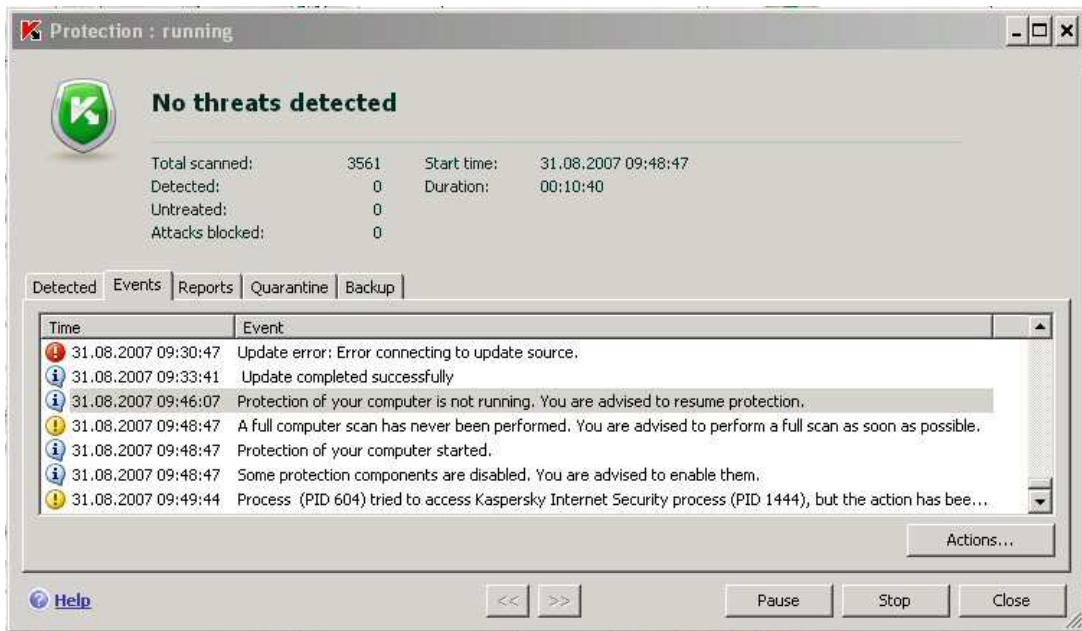 Protection : running
No threats detected
Total scanned: 3561 Start time: 31.08.2007 09:48:47
Detected: 0 Duration: 00:10:40
Untreated: 0
Attacks blocked: 0
Detected Events Reports Quarantine Backup
Time Event
31.08.2007 09:30:47 Update error: Error connecting to update source.
31.08.2007 09:33:41 Update completed successfully
31.08.2007 09:46:07 Protection of your computer is not running. You are advised to resume protection.
31.08.2007 09:48:47 A full computer scan has never been performed. You are advised to perform a full scan as soon as possible.
31.08.2007 09:48:47 Protection of your computer started.
31.08.2007 09:48:47 Some protection components are disabled. You are advised to enable them.
31.08.2007 09:49:44 Process (PID 604) tried to access Kaspersky Internet Security process (PID 1444), but the action has bee...
Actions...
Help << >> Pause Stop Close